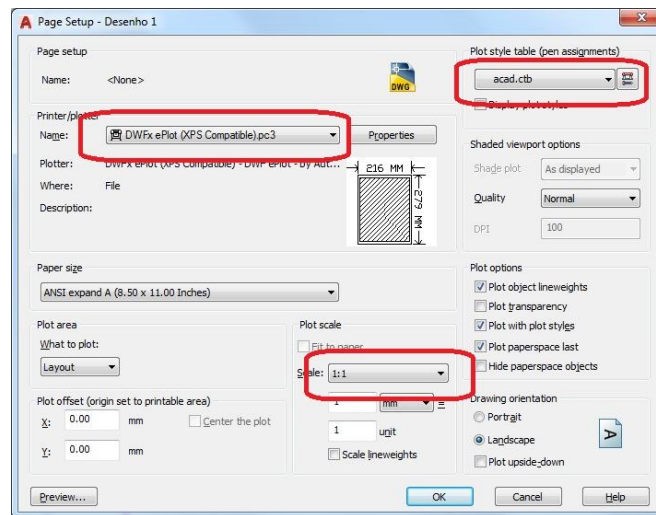 Page Setup - Desenho 1
Page setup
Name: <None>
DWG
Printer/plotter
Name: DWFx ePlot (XPS Compatible).pc3 Properties
Plotter: DWFx ePlot (XPS Compatible) - DWF ePlot - by Aut...
Where: File
Description:
216 MM
279 MM
Paper size
ANSI expand A (8.50 x 11.00 Inches)
Plot area
What to plot:
Layout
Plot offset (origin set to printable area)
X: 0.00 mm Center the plot
Y: 0.00 mm
Plot scale
Fit to paper
Scale: 1:1
1 mm =
1 unit
Scale lineweights
Plot style table (pen assignments)
acad.ctb
Display plot styles
Shaded viewport options
Shade plot As displayed
Quality Normal
DPI 100
Plot options
Plot object lineweights
Plot transparency
Plot with plot styles
Plot paperspace last
Hide paperspace objects
Drawing orientation
Portrait
Landscape
A
Plot upside-down
Preview... OK Cancel Help